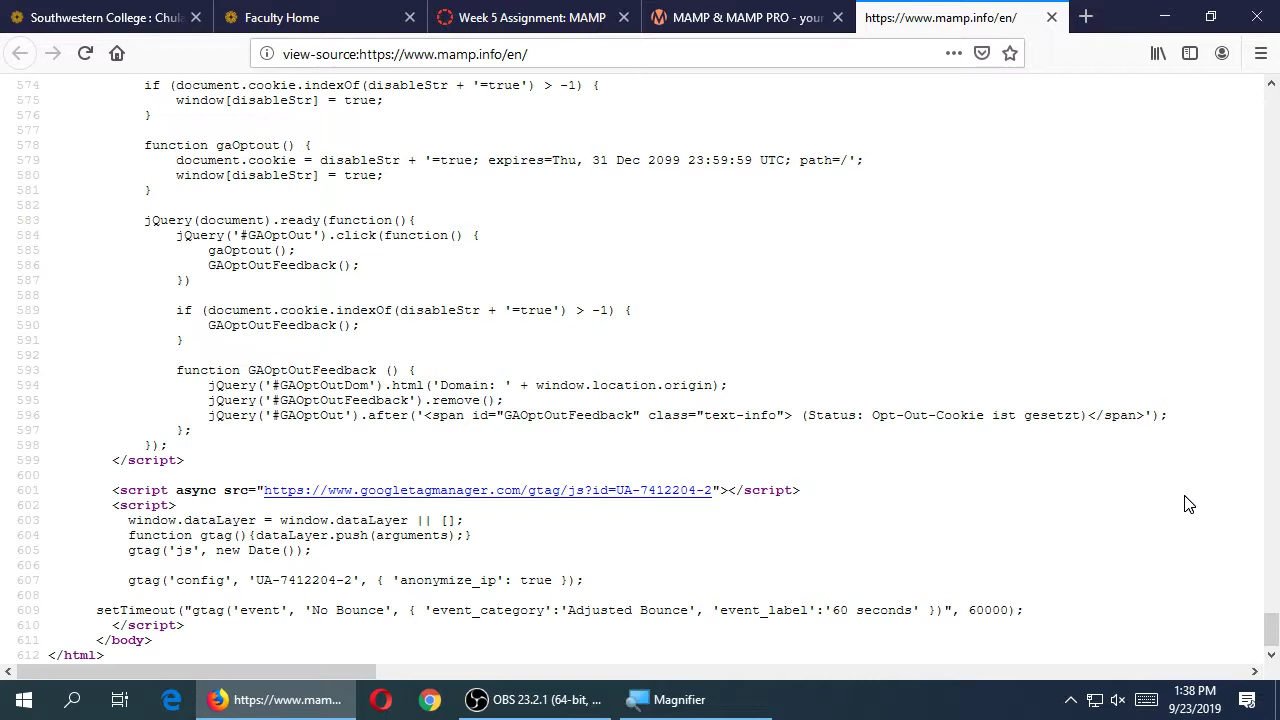 Southwestern College : Chula
Faculty Home
Week 5 Assignment: MAMP
MAMP & MAMP PRO - your
https://www.mamp.info/en/
view-source:https://www.mamp.info/en/
574 if (document.cookie.indexOf(disableStr + '=true') > -1) {
575 window[disableStr] = true;
576 }
577
578 function gaOptout() {
579 document.cookie = disableStr + '=true; expires=Thu, 31 Dec 2099 23:59:59 UTC; path=/';
580 window[disableStr] = true;
581 }
582
583 jQuery(document).ready(function(){
584 jQuery('#GAOptOut').click(function() {
585 gaOptout();
586 GAOptOutFeedback();
587 })
588
589 if (document.cookie.indexOf(disableStr + '=true') > -1) {
590 GAOptOutFeedback();
591 }
592
593 function GAOptOutFeedback () {
594 jQuery('#GAOptOutDom').html('Domain: ' + window.location.origin);
595 jQuery('#GAOptOutFeedback').remove();
596 jQuery('#GAOptOut').after('<span id="GAOptOutFeedback" class="text-info"> (Status: Opt-Out-Cookie ist gesetzt)</span>');
597 };
598 });
599 </script>
600
601 <script async src="https://www.googletagmanager.com/gtag/js?id=UA-7412204-2"></script>
602 <script>
603 window.dataLayer = window.dataLayer || [];
604 function gtag(){dataLayer.push(arguments);}
605 gtag('js', new Date());
606
607 gtag('config', 'UA-7412204-2', { 'anonymize_ip': true });
608
609 setTimeout("gtag('event', 'No Bounce', { 'event_category':'Adjusted Bounce', 'event_label':'60 seconds' })", 60000);
610 </script>
611 </body>
612 </html>
https://www.mam...
OBS 23.2.1 (64-bit, ...
Magnifier
1:38 PM
9/23/2019